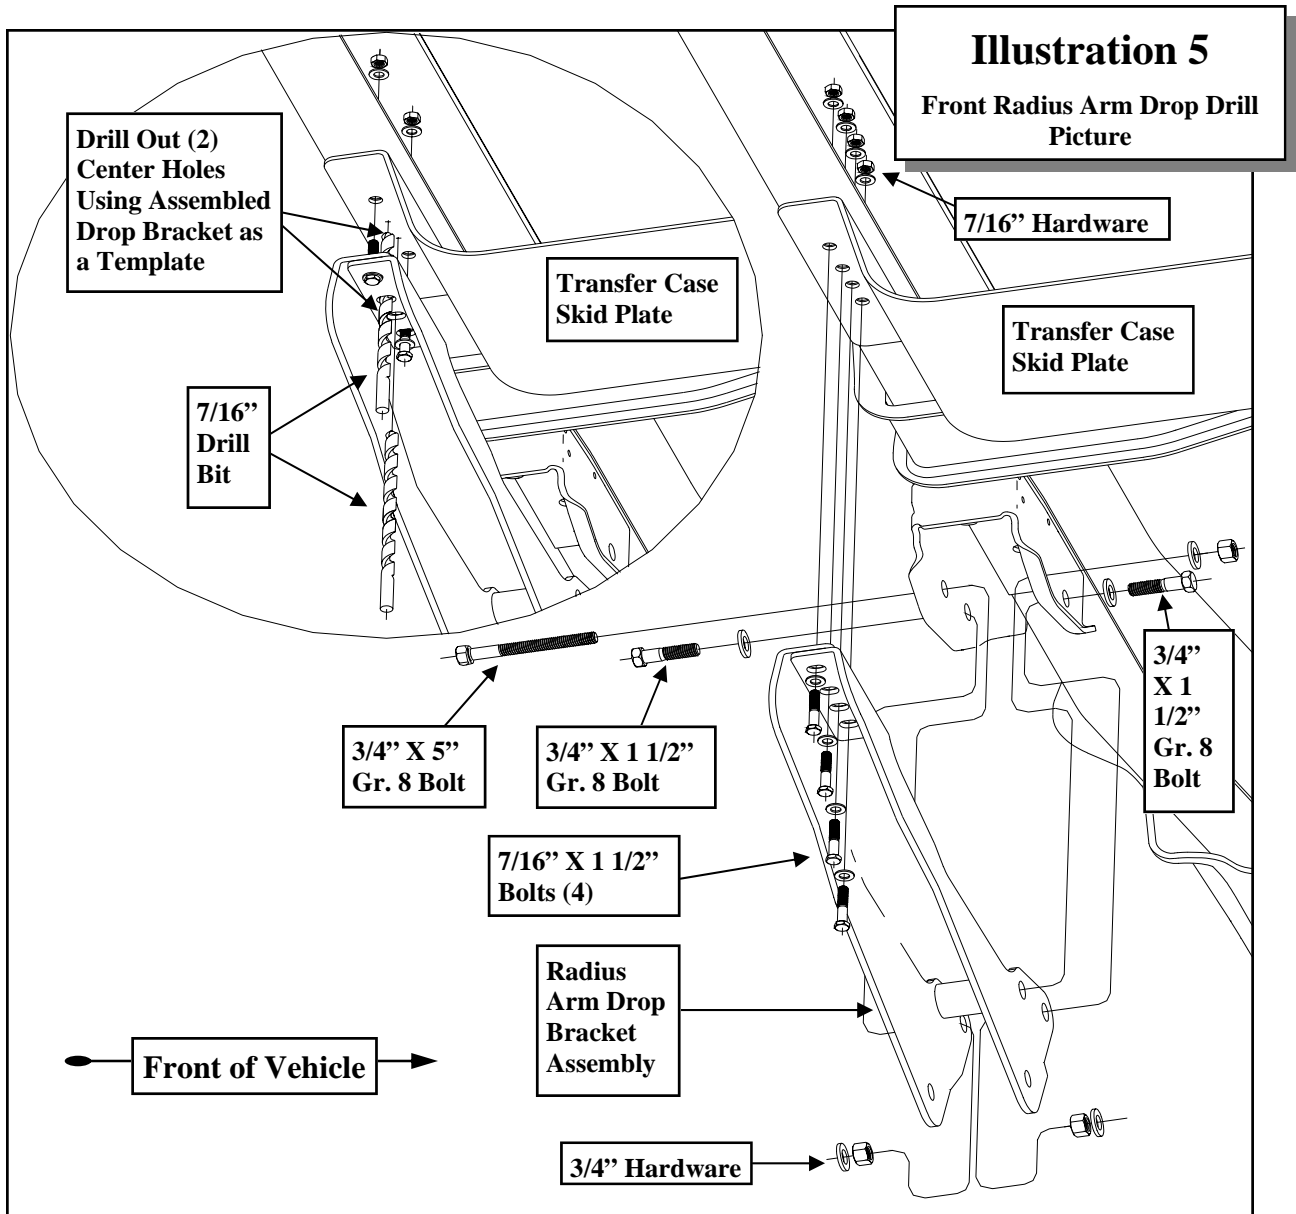 Illustration 5
Front Radius Arm Drop Drill
Picture
Drill Out (2)
Center Holes
Using Assembled
Drop Bracket as
a Template
7/16” Hardware
Transfer Case
Skid Plate
Transfer Case
Skid Plate
7/16”
Drill
Bit
3/4”
X 1
1/2”
Gr. 8
Bolt
3/4” X 5”
Gr. 8 Bolt
3/4” X 1 1/2”
Gr. 8 Bolt
7/16” X 1 1/2”
Bolts (4)
Radius
Arm Drop
Bracket
Assembly
Front of Vehicle
3/4” Hardware